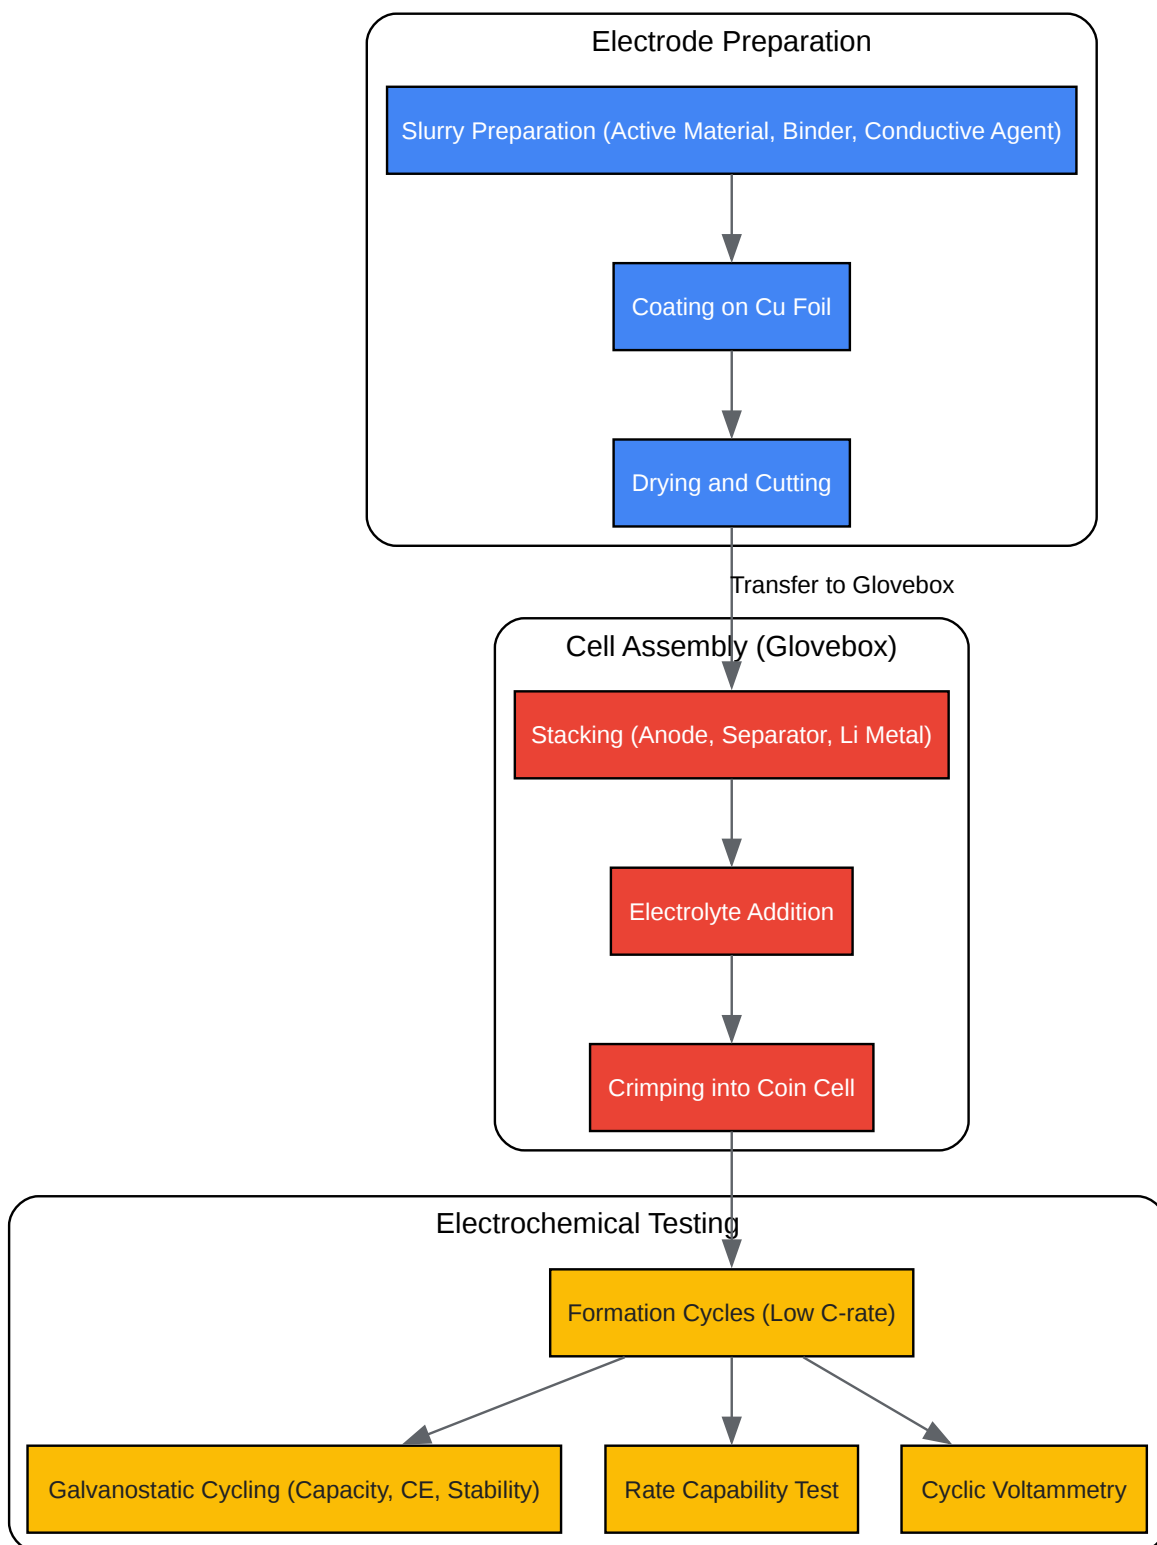 Electrode Preparation
Slurry Preparation (Active Material, Binder, Conductive Agent)
Coating on Cu Foil
Drying and Cutting
Transfer to Glovebox
Cell Assembly (Glovebox)
Stacking (Anode, Separator, Li Metal)
Electrolyte Addition
Crimping into Coin Cell
Electrochemical Testing
Formation Cycles (Low C-rate)
Galvanostatic Cycling (Capacity, CE, Stability)
Rate Capability Test
Cyclic Voltammetry